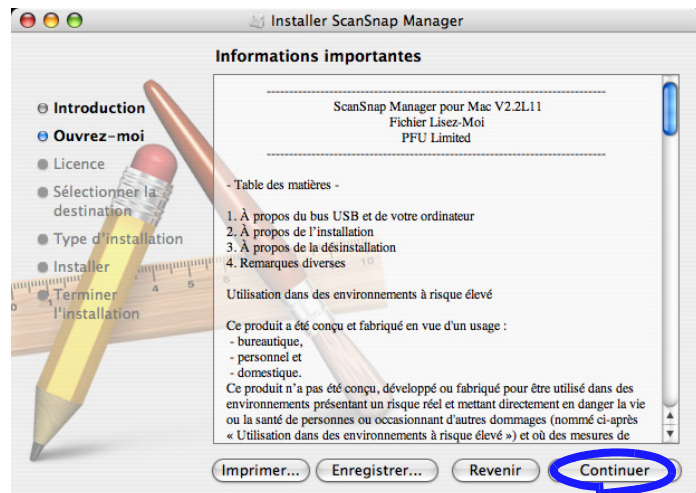 Installer ScanSnap Manager
Informations importantes
Introduction
Ouvrez-moi
Licence
Sélectionner la
destination
Type d'installation
Installer
Terminer
l'installation
ScanSnap Manager pour Mac V2.2L11
Fichier Lisez-Moi
PFU Limited
- Table des matières -
1. À propos du bus USB et de votre ordinateur
2. À propos de l'installation
3. À propos de la désinstallation
4. Remarques diverses
Utilisation dans des environnements à risque élevé
Ce produit a été conçu et fabriqué en vue d'un usage :
- bureautique,
- personnel et
- domestique.
Ce produit n'a pas été conçu, développé ou fabriqué pour être utilisé dans des
environnements présentant un risque réel et mettant directement en danger la vie
ou la santé de personnes ou occasionnant d'autres dommages (nommé ci-après
« Utilisation dans des environnements à risque élevé ») et où des mesures de
Imprimer...
Enregistrer...
Revenir
Continuer